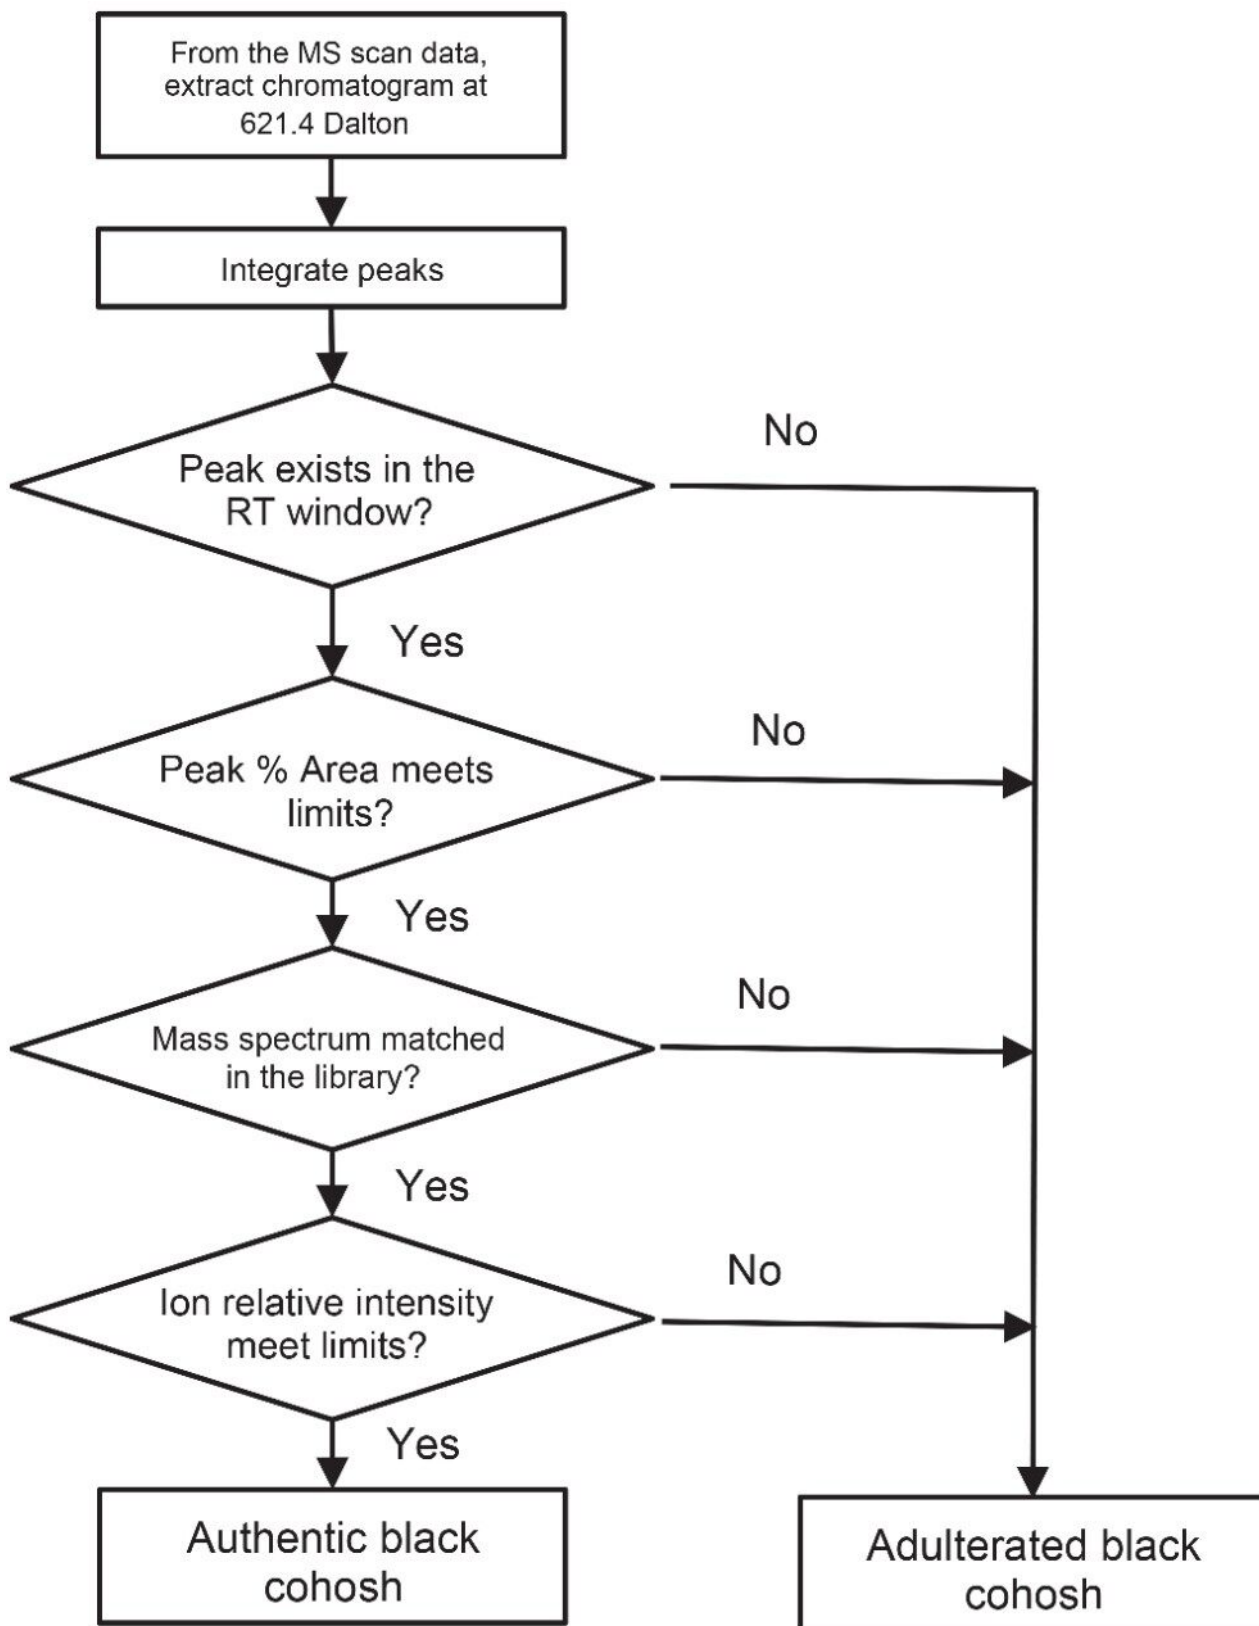 From the MS scan data,
extract chromatogram at
621.4 Dalton
Integrate peaks
No
Peak exists in the
RT window?
Yes
No
Peak % Area meets
limits?
Yes
No
Mass spectrum matched
in the library?
Yes
No
Ion relative intensity
meet limits?
Yes
Authentic black
cohosh
Adulterated black
cohosh